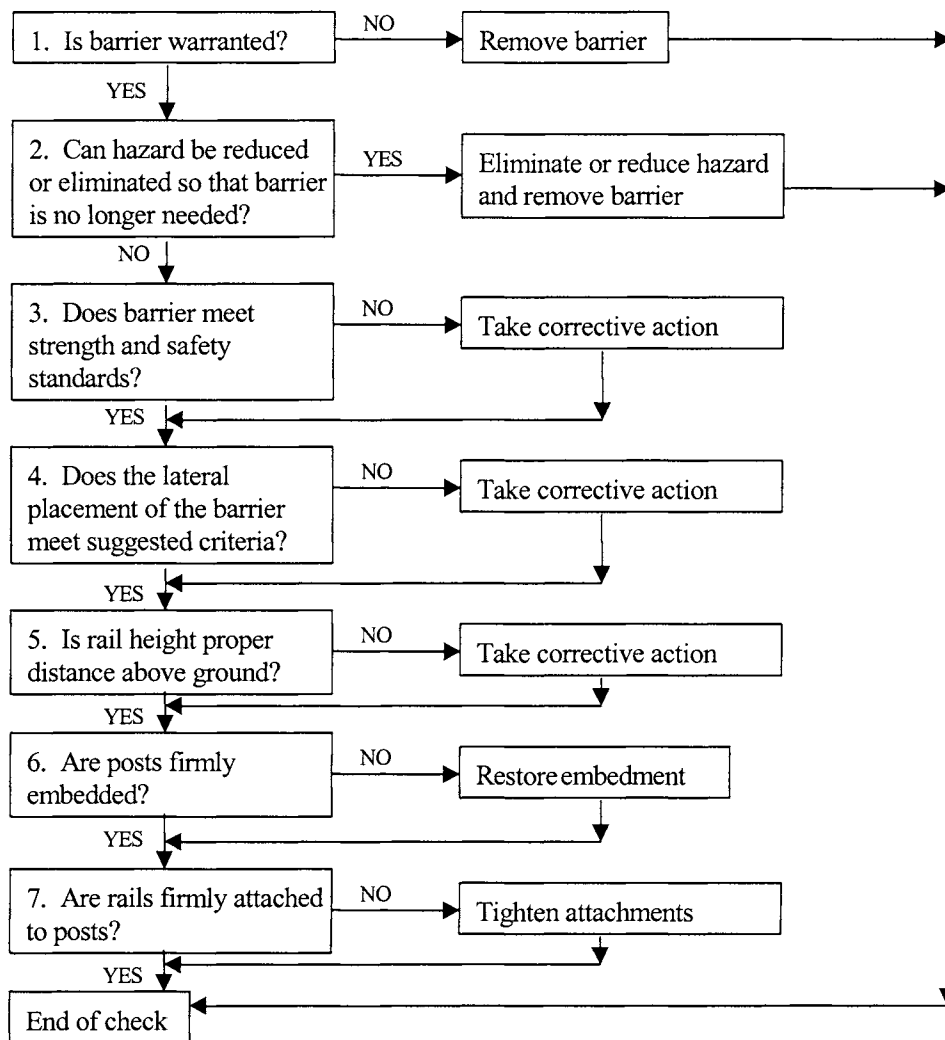 1. Is barrier warranted?
NO
Remove barrier
YES
2. Can hazard be reduced
or eliminated so that barrier
is no longer needed?
YES
Eliminate or reduce hazard
and remove barrier
NO
3. Does barrier meet
strength and safety
standards?
NO
Take corrective action
YES
4. Does the lateral
placement of the barrier
meet suggested criteria?
NO
Take corrective action
YES
5. Is rail height proper
distance above ground?
NO
Take corrective action
YES
6. Are posts firmly
embedded?
NO
Restore embedment
YES
7. Are rails firmly attached
to posts?
NO
Tighten attachments
YES
End of check